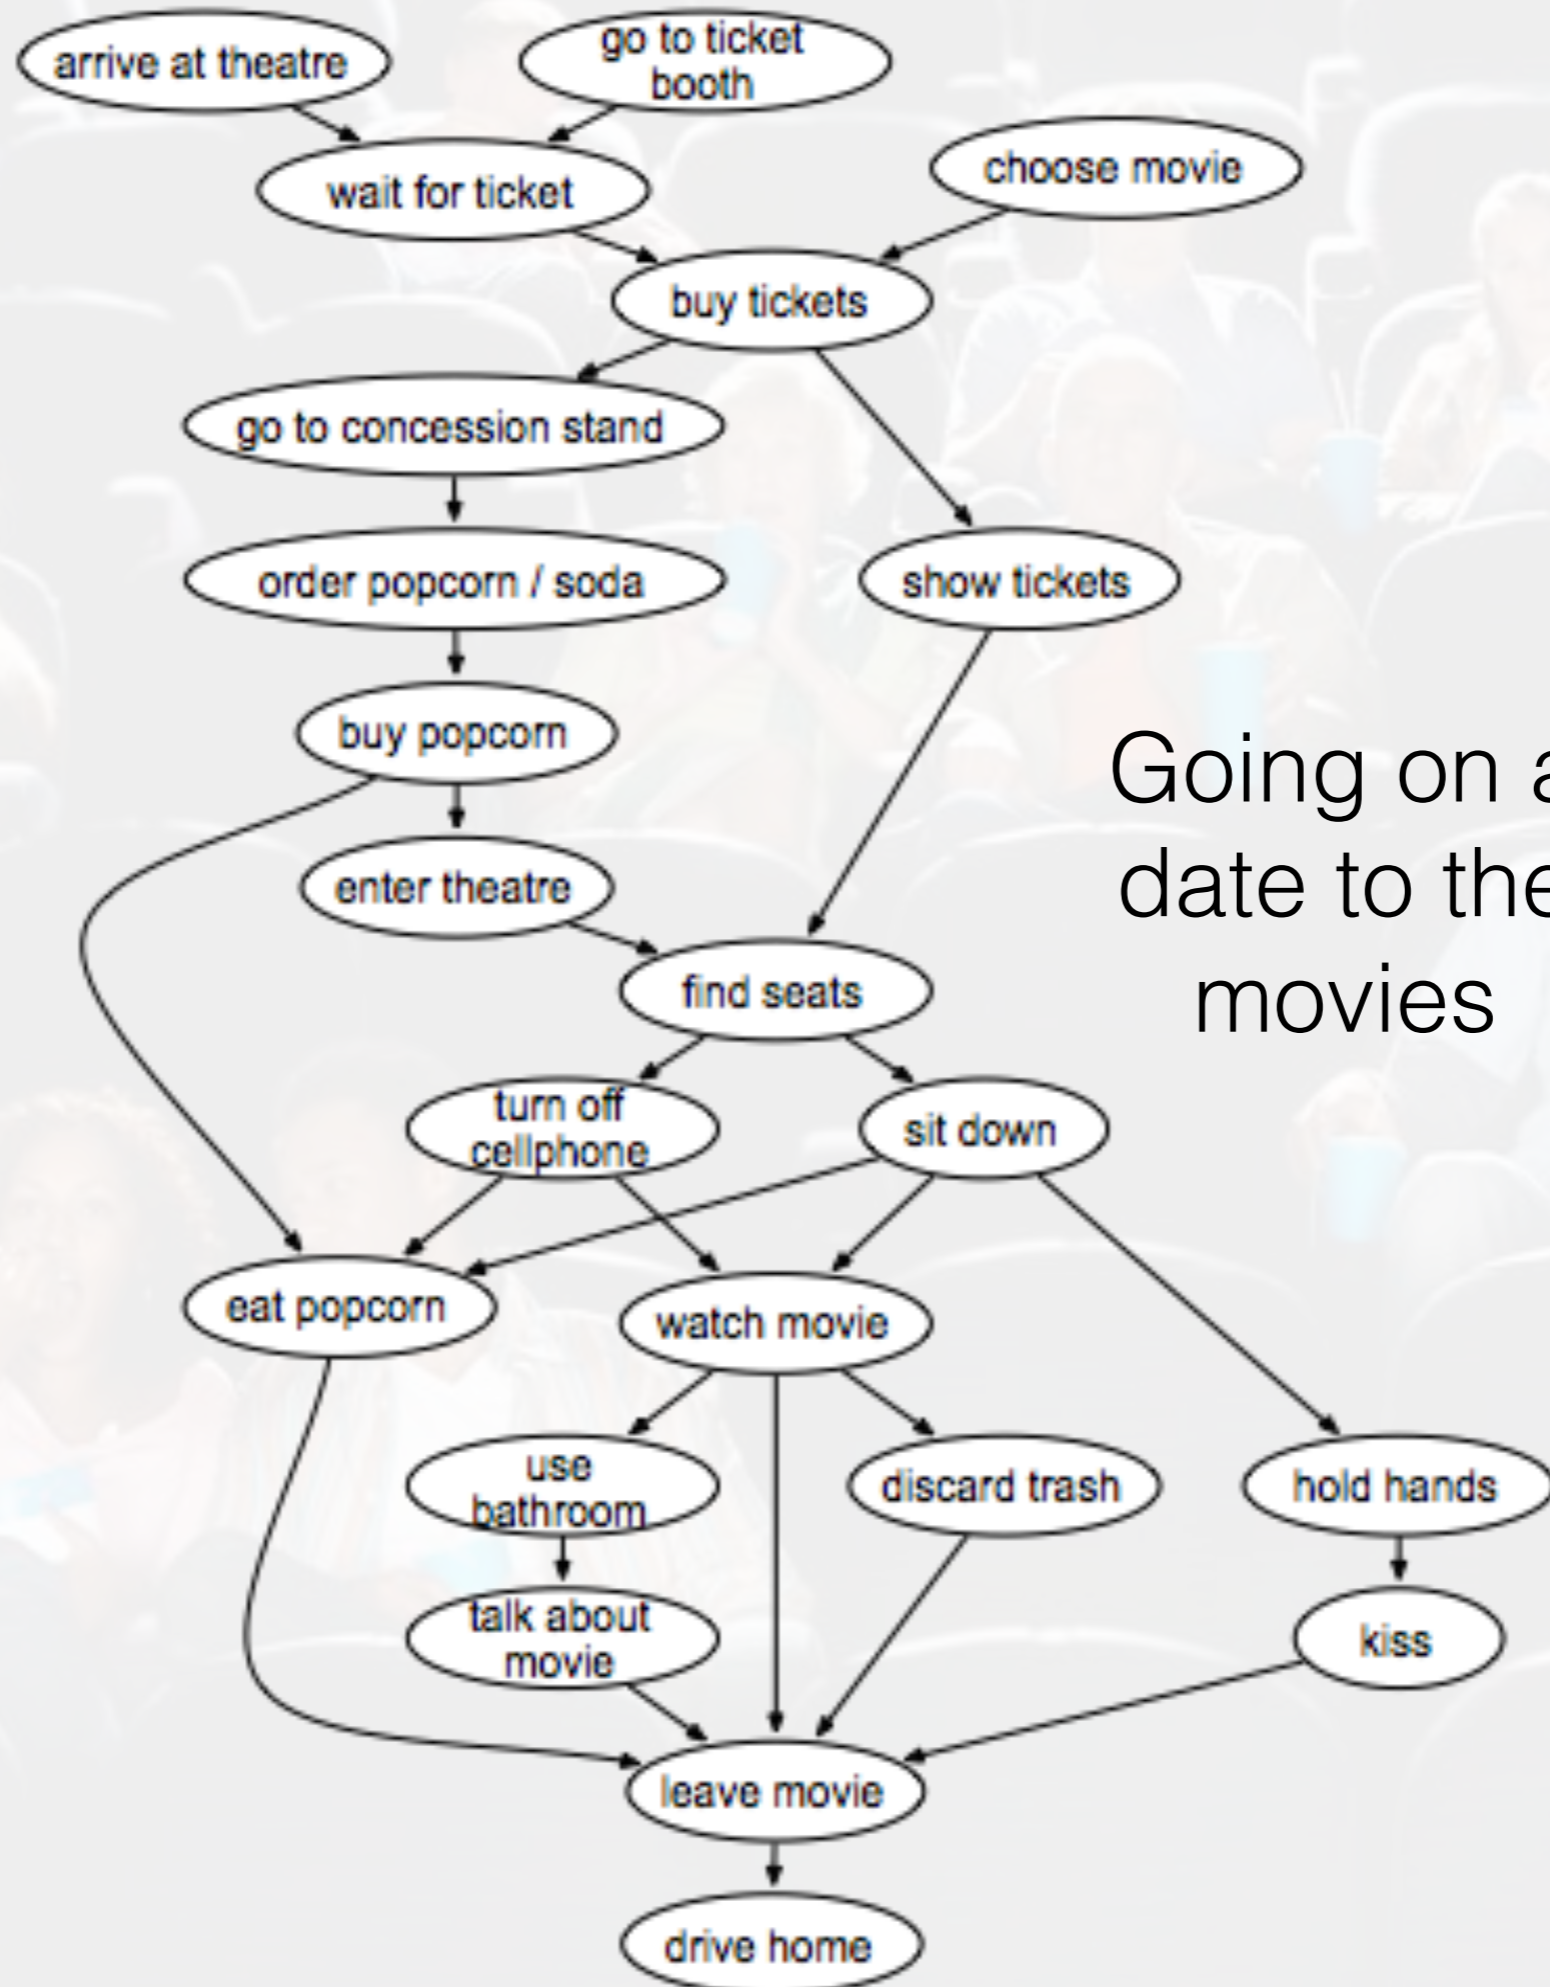 arrive at theatre
go to ticket
booth
wait for ticket
choose movie
buy tickets
go to concession stand
order popcorn / soda
show tickets
buy popcorn
Going on a
date to the
movies
enter theatre
find seats
turn off
cellphone
sit down
eat popcorn
watch movie
use
bathroom
discard trash
hold hands
talk about
movie
kiss
leave movie
drive home